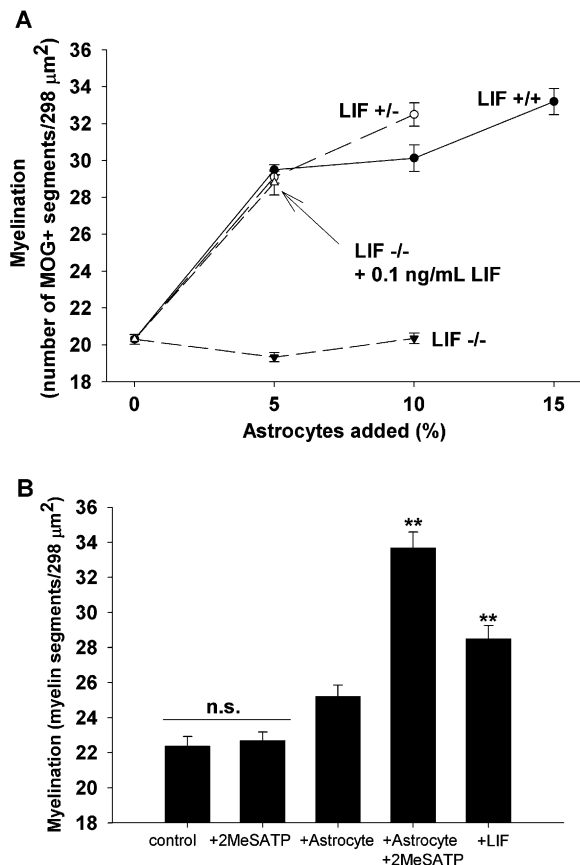 A
Myelination
(number of MOG+ segments/298 μm²)
36
34
32
30
28
26
24
22
20
18
LIF +/-
LIF +/+
LIF -/-
+ 0.1 ng/mL LIF
LIF -/-
0
5
10
15
Astrocytes added (%)
B
Myelination (myelin segments/298 μm²)
36
34
32
30
28
26
24
22
20
18
n.s.
**
**
control
+2MeSATP
+Astrocyte
+Astrocyte
+2MeSATP
+LIF